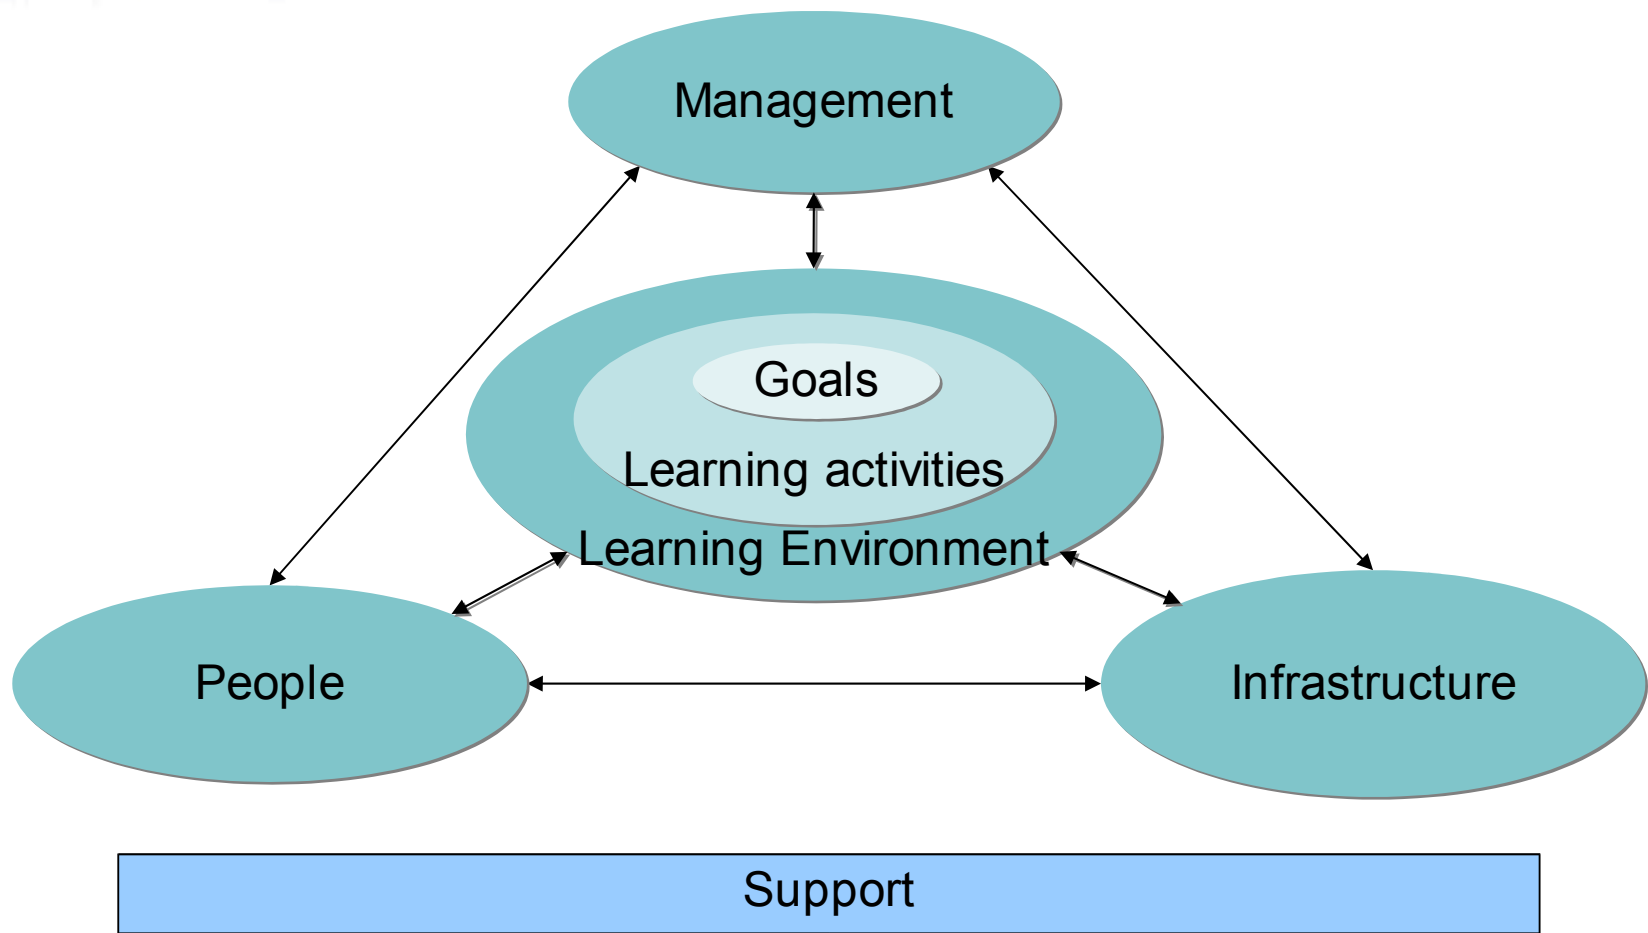 Management
Goals
Learning activities
Learning Environment
People
Infrastructure
Support